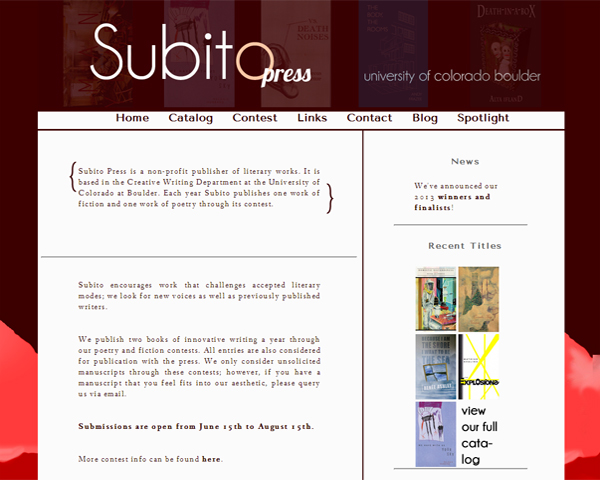 Subito press
university of colorado boulder
Home Catalog Contest Links Contact Blog Spotlight
{ Subito Press is a non-profit publisher of literary works. It is
based in the Creative Writing Department at the University of
Colorado at Boulder. Each year Subito publishes one work of
fiction and one work of poetry through its contest. }
Subito encourages work that challenges accepted literary
modes; we look for new voices as well as previously published
writers.
We publish two books of innovative writing a year through
our poetry and fiction contests. All entries are also considered
for publication with the press. We only consider unsolicited
manuscripts through these contests; however, if you have a
manuscript that you feel fits into our aesthetic, please query
us via email.
Submissions are open from June 15th to August 15th.
More contest info can be found here.
News
We've announced our
2013 winners and
finalists!
Recent Titles
EXPLOSIONS
view
our full
cata-
log